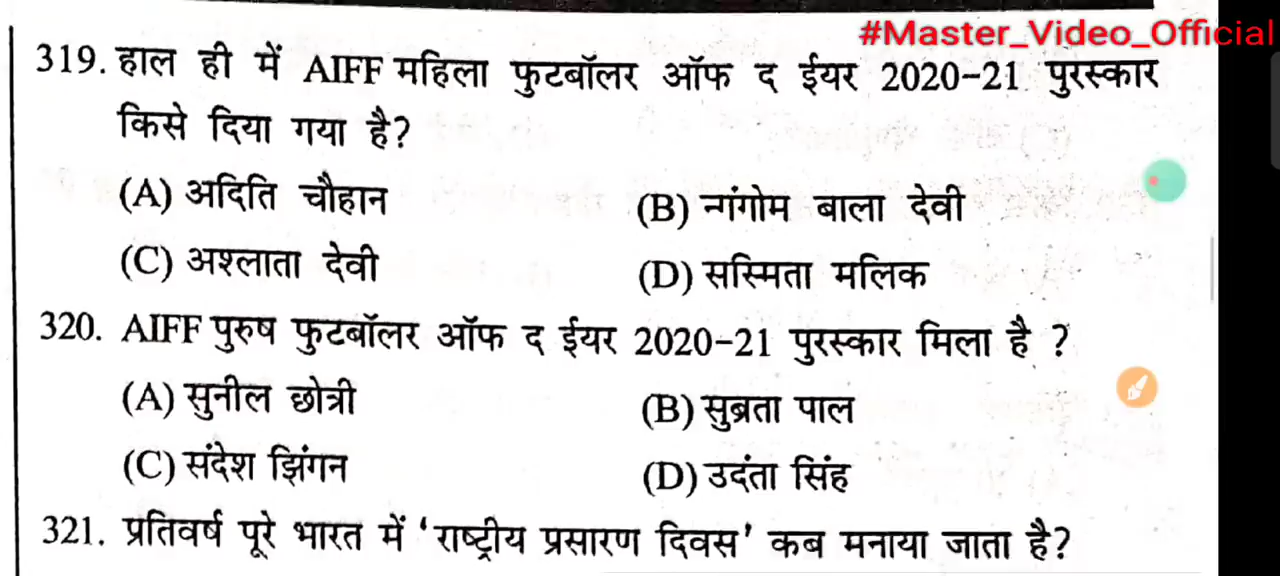 #Master_Video_Official
319. हाल ही में AIFF महिला फुटबॉलर ऑफ द ईयर 2020-21 पुरस्कार
किसे दिया गया है?
(A) अदिति चौहान (B) न्गंगोम बाला देवी
(C) अश्लाता देवी (D) सस्मिता मलिक
320. AIFF पुरुष फुटबॉलर ऑफ द ईयर 2020-21 पुरस्कार मिला है ?
(A) सुनील छोत्री (B) सुब्रता पाल
(C) संदेश झिंगन (D) उदंता सिंह
321. प्रतिवर्ष पूरे भारत में 'राष्ट्रीय प्रसारण दिवस' कब मनाया जाता है?